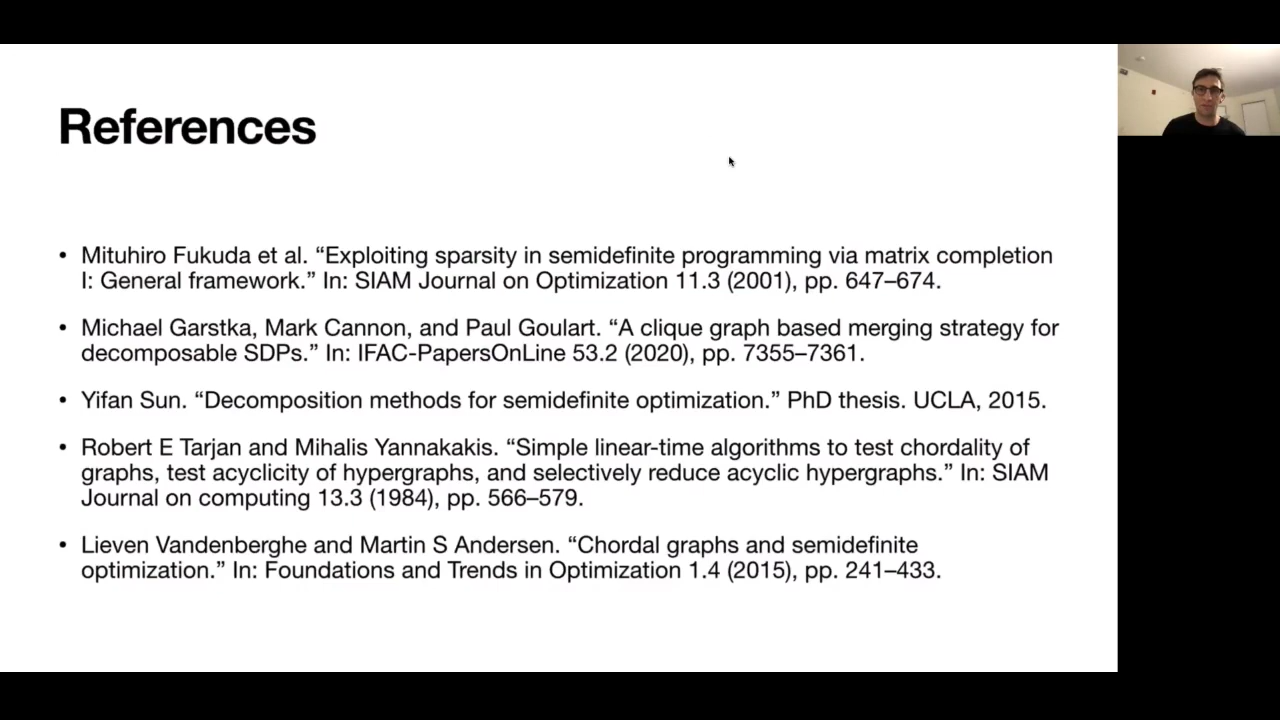 References
• Mituhiro Fukuda et al. “Exploiting sparsity in semidefinite programming via matrix completion
I: General framework.” In: SIAM Journal on Optimization 11.3 (2001), pp. 647–674.
• Michael Garstka, Mark Cannon, and Paul Goulart. “A clique graph based merging strategy for
decomposable SDPs.” In: IFAC-PapersOnLine 53.2 (2020), pp. 7355–7361.
• Yifan Sun. “Decomposition methods for semidefinite optimization.” PhD thesis. UCLA, 2015.
• Robert E Tarjan and Mihalis Yannakakis. “Simple linear-time algorithms to test chordality of
graphs, test acyclicity of hypergraphs, and selectively reduce acyclic hypergraphs.” In: SIAM
Journal on computing 13.3 (1984), pp. 566–579.
• Lieven Vandenberghe and Martin S Andersen. “Chordal graphs and semidefinite
optimization.” In: Foundations and Trends in Optimization 1.4 (2015), pp. 241–433.